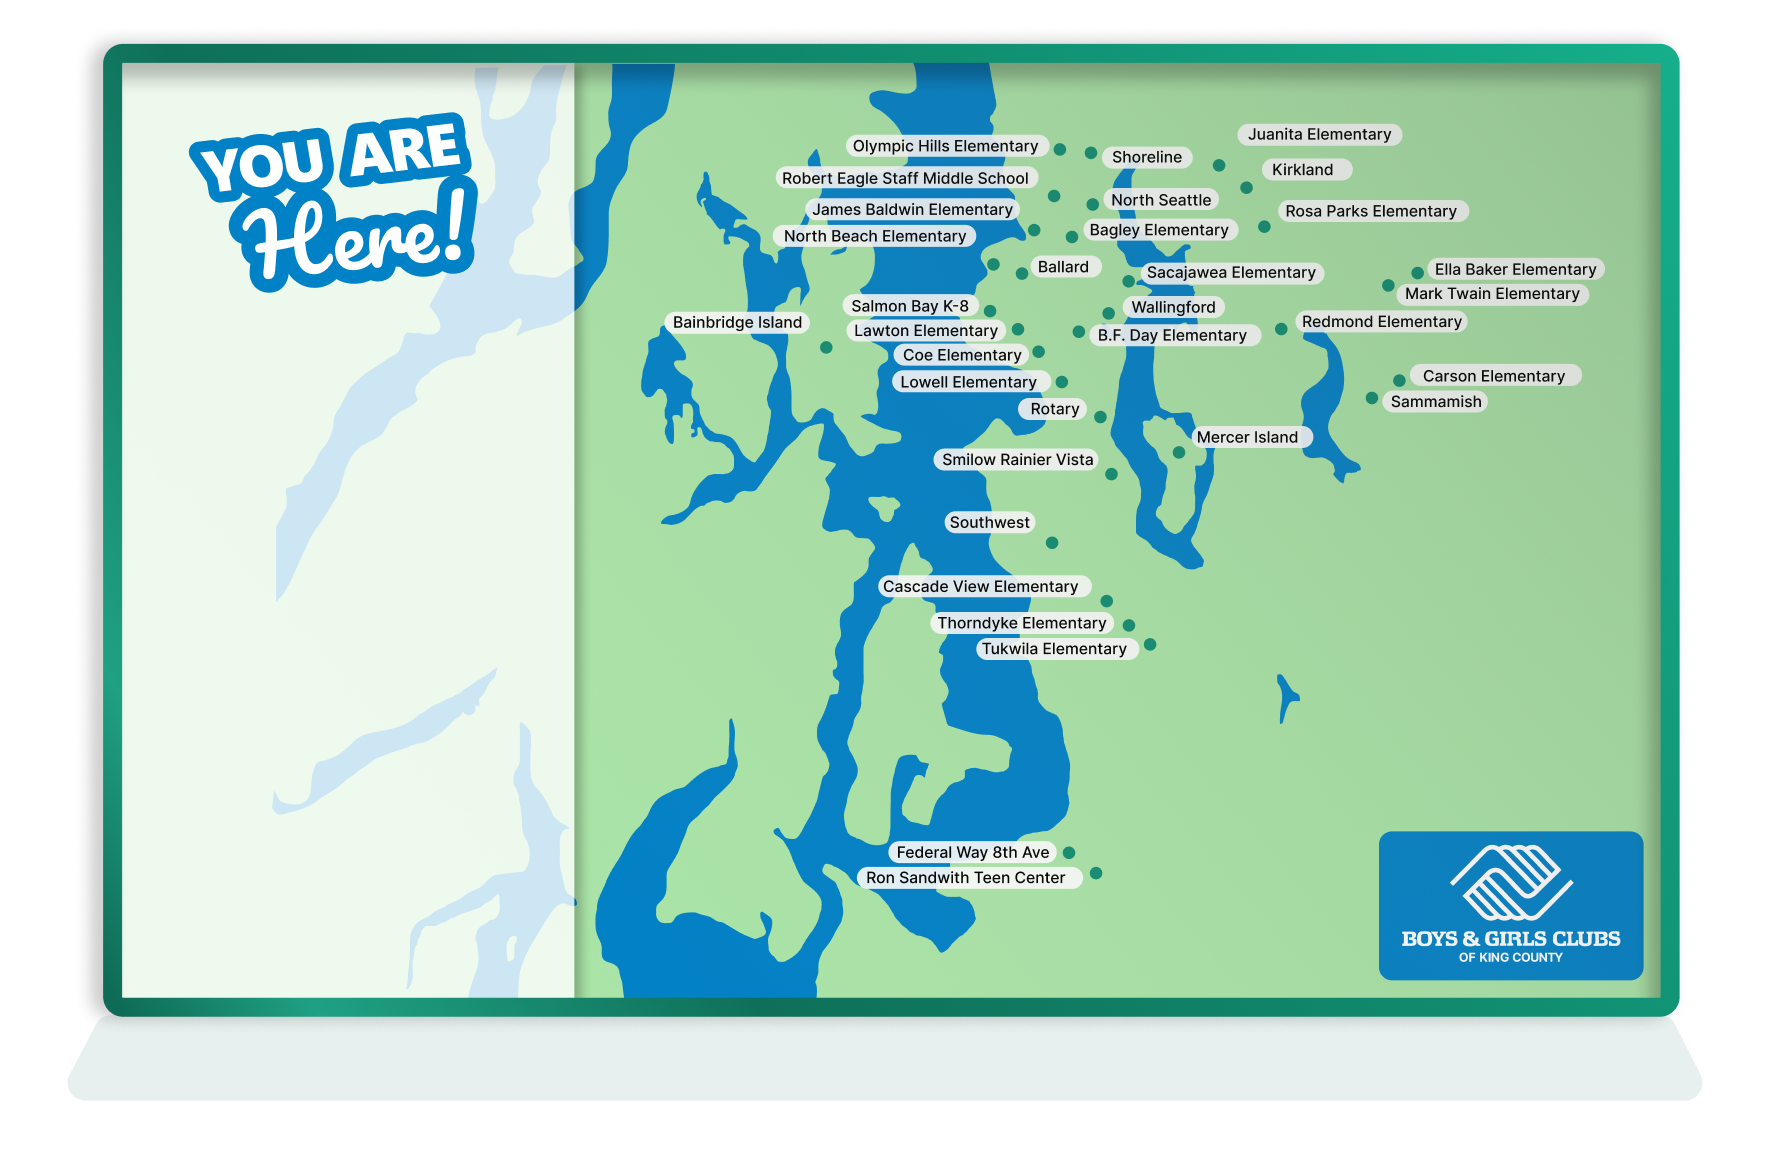 YOU ARE
Here!
Olympic Hills Elementary
Shoreline
Juanita Elementary
Kirkland
Robert Eagle Staff Middle School
North Seattle
James Baldwin Elementary
Rosa Parks Elementary
North Beach Elementary
Bagley Elementary
Ballard
Sacajawea Elementary
Ella Baker Elementary
Mark Twain Elementary
Salmon Bay K-8
Wallingford
Bainbridge Island
Lawton Elementary
B.F. Day Elementary
Redmond Elementary
Coe Elementary
Lowell Elementary
Carson Elementary
Sammamish
Rotary
Mercer Island
Smilow Rainier Vista
Southwest
Cascade View Elementary
Thorndyke Elementary
Tukwila Elementary
Federal Way 8th Ave
Ron Sandwith Teen Center
BOYS & GIRLS CLUBS
OF KING COUNTY